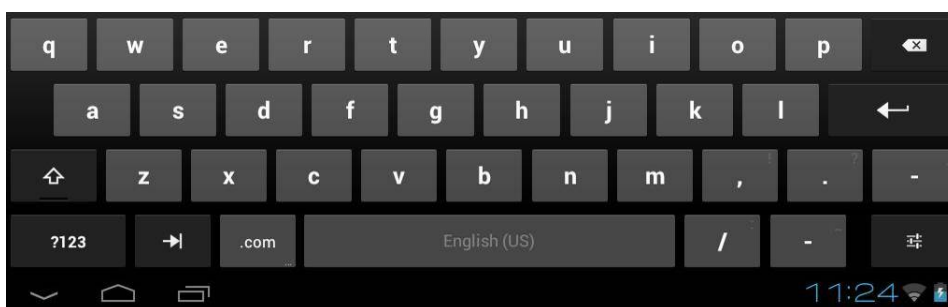 q w e r t y u i o p
a s d f g h j k l
! ?
z x c v b n m , . -
: _
?123 .com English (US) / -
...
11:24